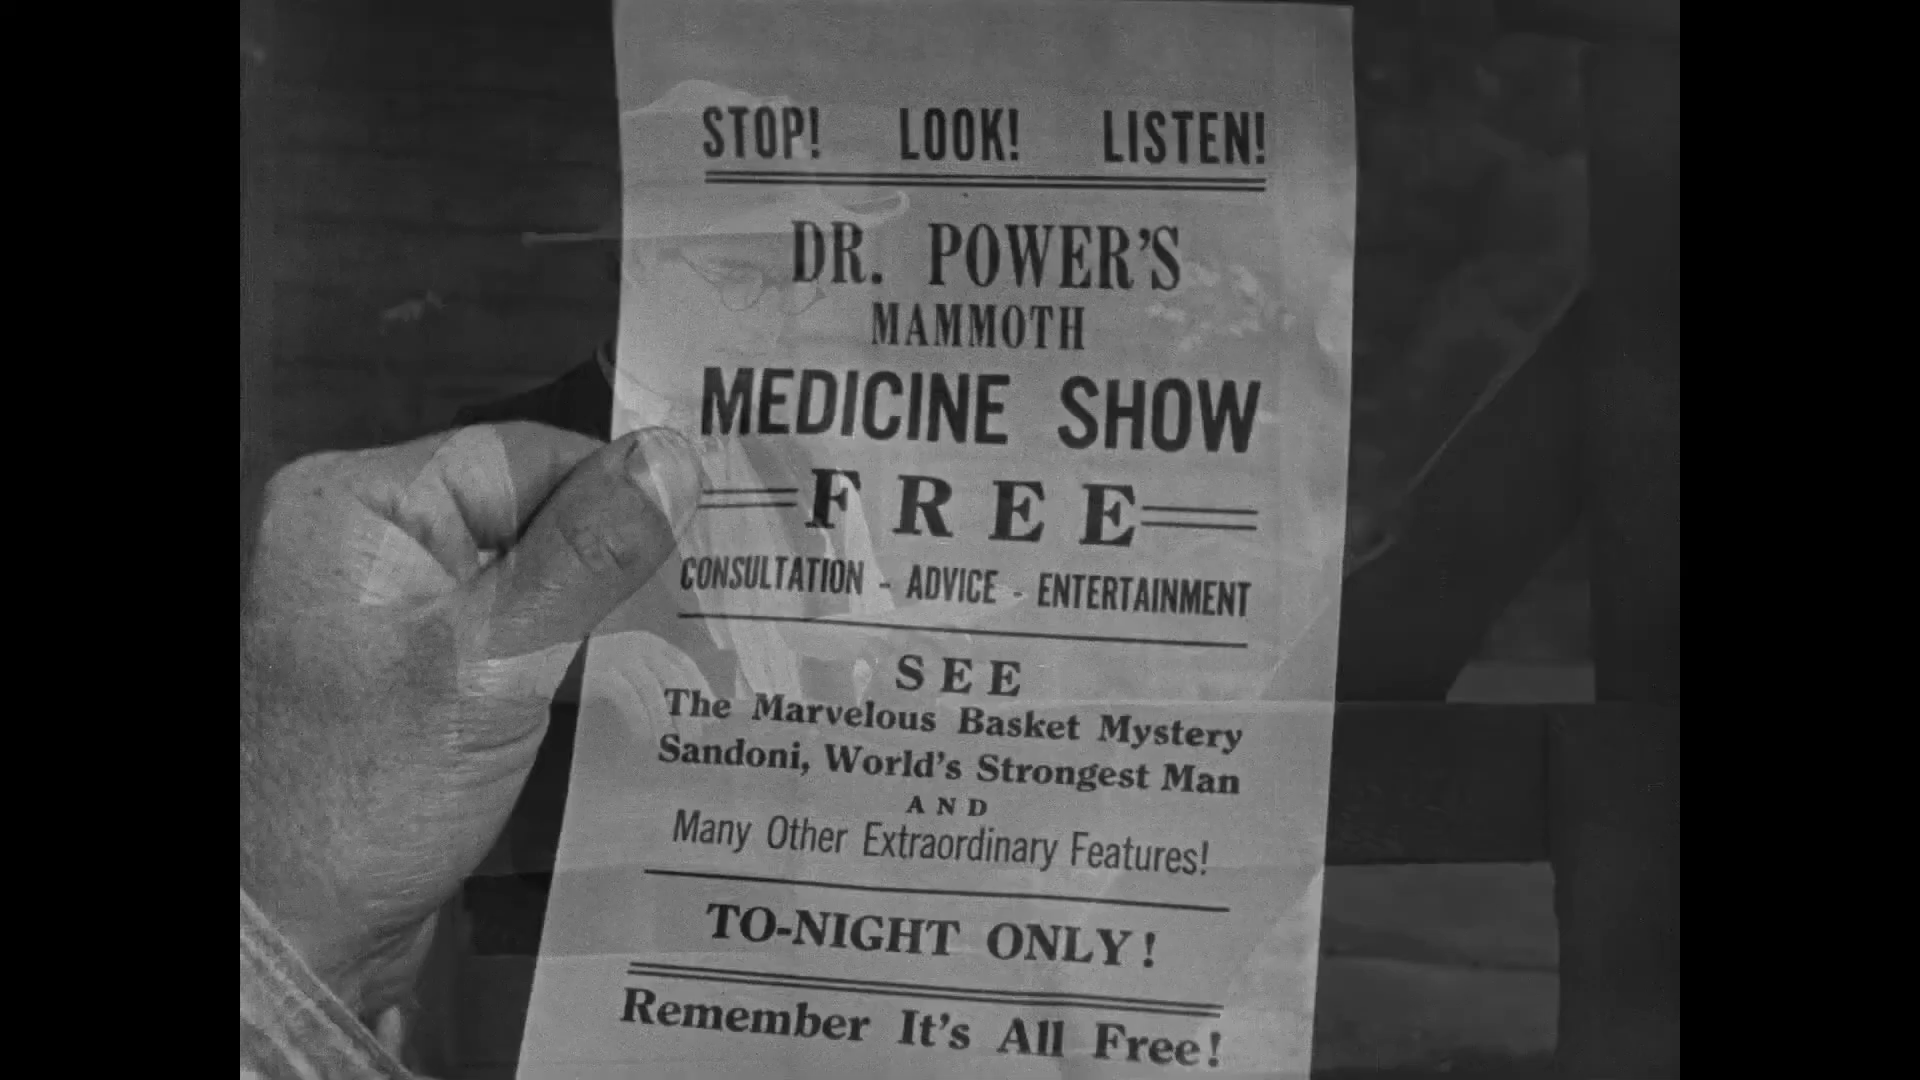 STOP! LOOK! LISTEN!
DR. POWER'S
MAMMOTH
MEDICINE SHOW
FREE
CONSULTATION - ADVICE - ENTERTAINMENT
SEE
The Marvelous Basket Mystery
Sandoni, World's Strongest Man
AND
Many Other Extraordinary Features!
TO-NIGHT ONLY!
Remember It's All Free!